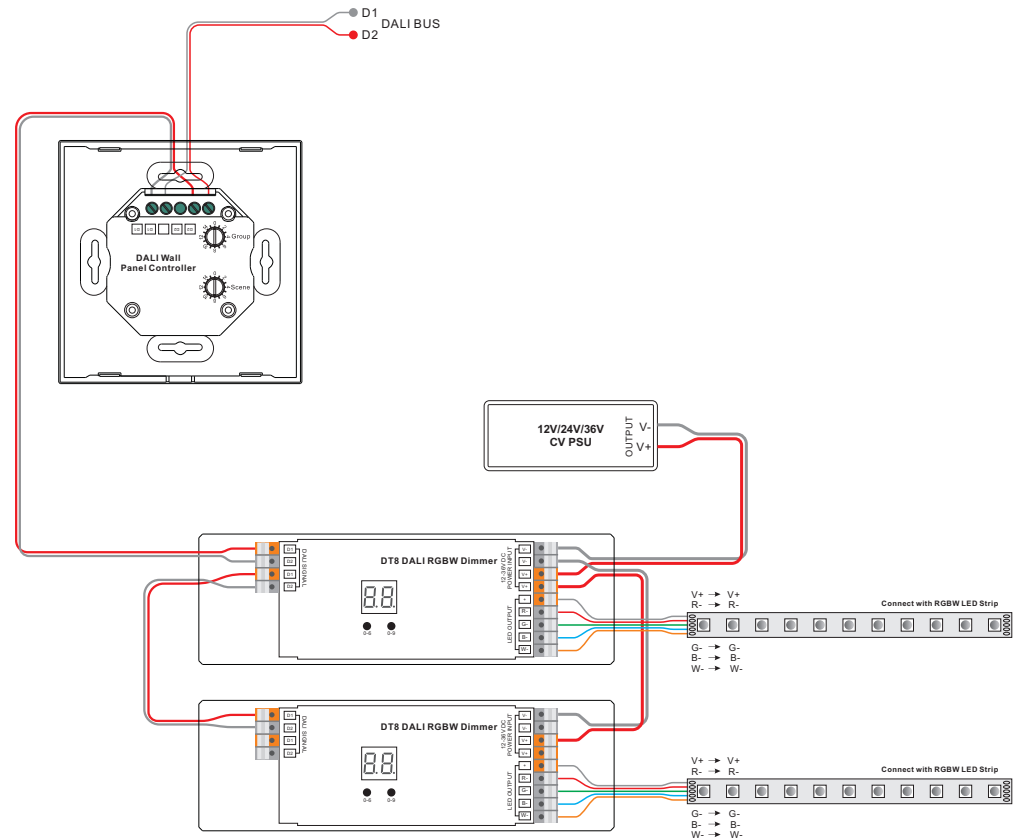 D1
DALI BUS
D2
Group
DALI Wall
Panel Controller
Scene
12V/24V/36V
CV PSU
OUTPUT
V-
V+
D1
D2
D1
D2
DALI SIGNAL
DT8 DALI RGBW Dimmer
0-6
0-9
12-36VDC
POWER INPUT
LED OUTPUT
V-
V-
V+
V+
+
R-
G-
B-
W-
V+ → V+
R- → R-
Connect with RGBW LED Strip
G- → G-
B- → B-
W- → W-
D1
D2
D1
D2
DALI SIGNAL
DT8 DALI RGBW Dimmer
0-6
0-9
12-36VDC
POWER INPUT
LED OUTPUT
V-
V-
V+
V+
+
R-
G-
B-
W-
V+ → V+
R- → R-
Connect with RGBW LED Strip
G- → G-
B- → B-
W- → W-